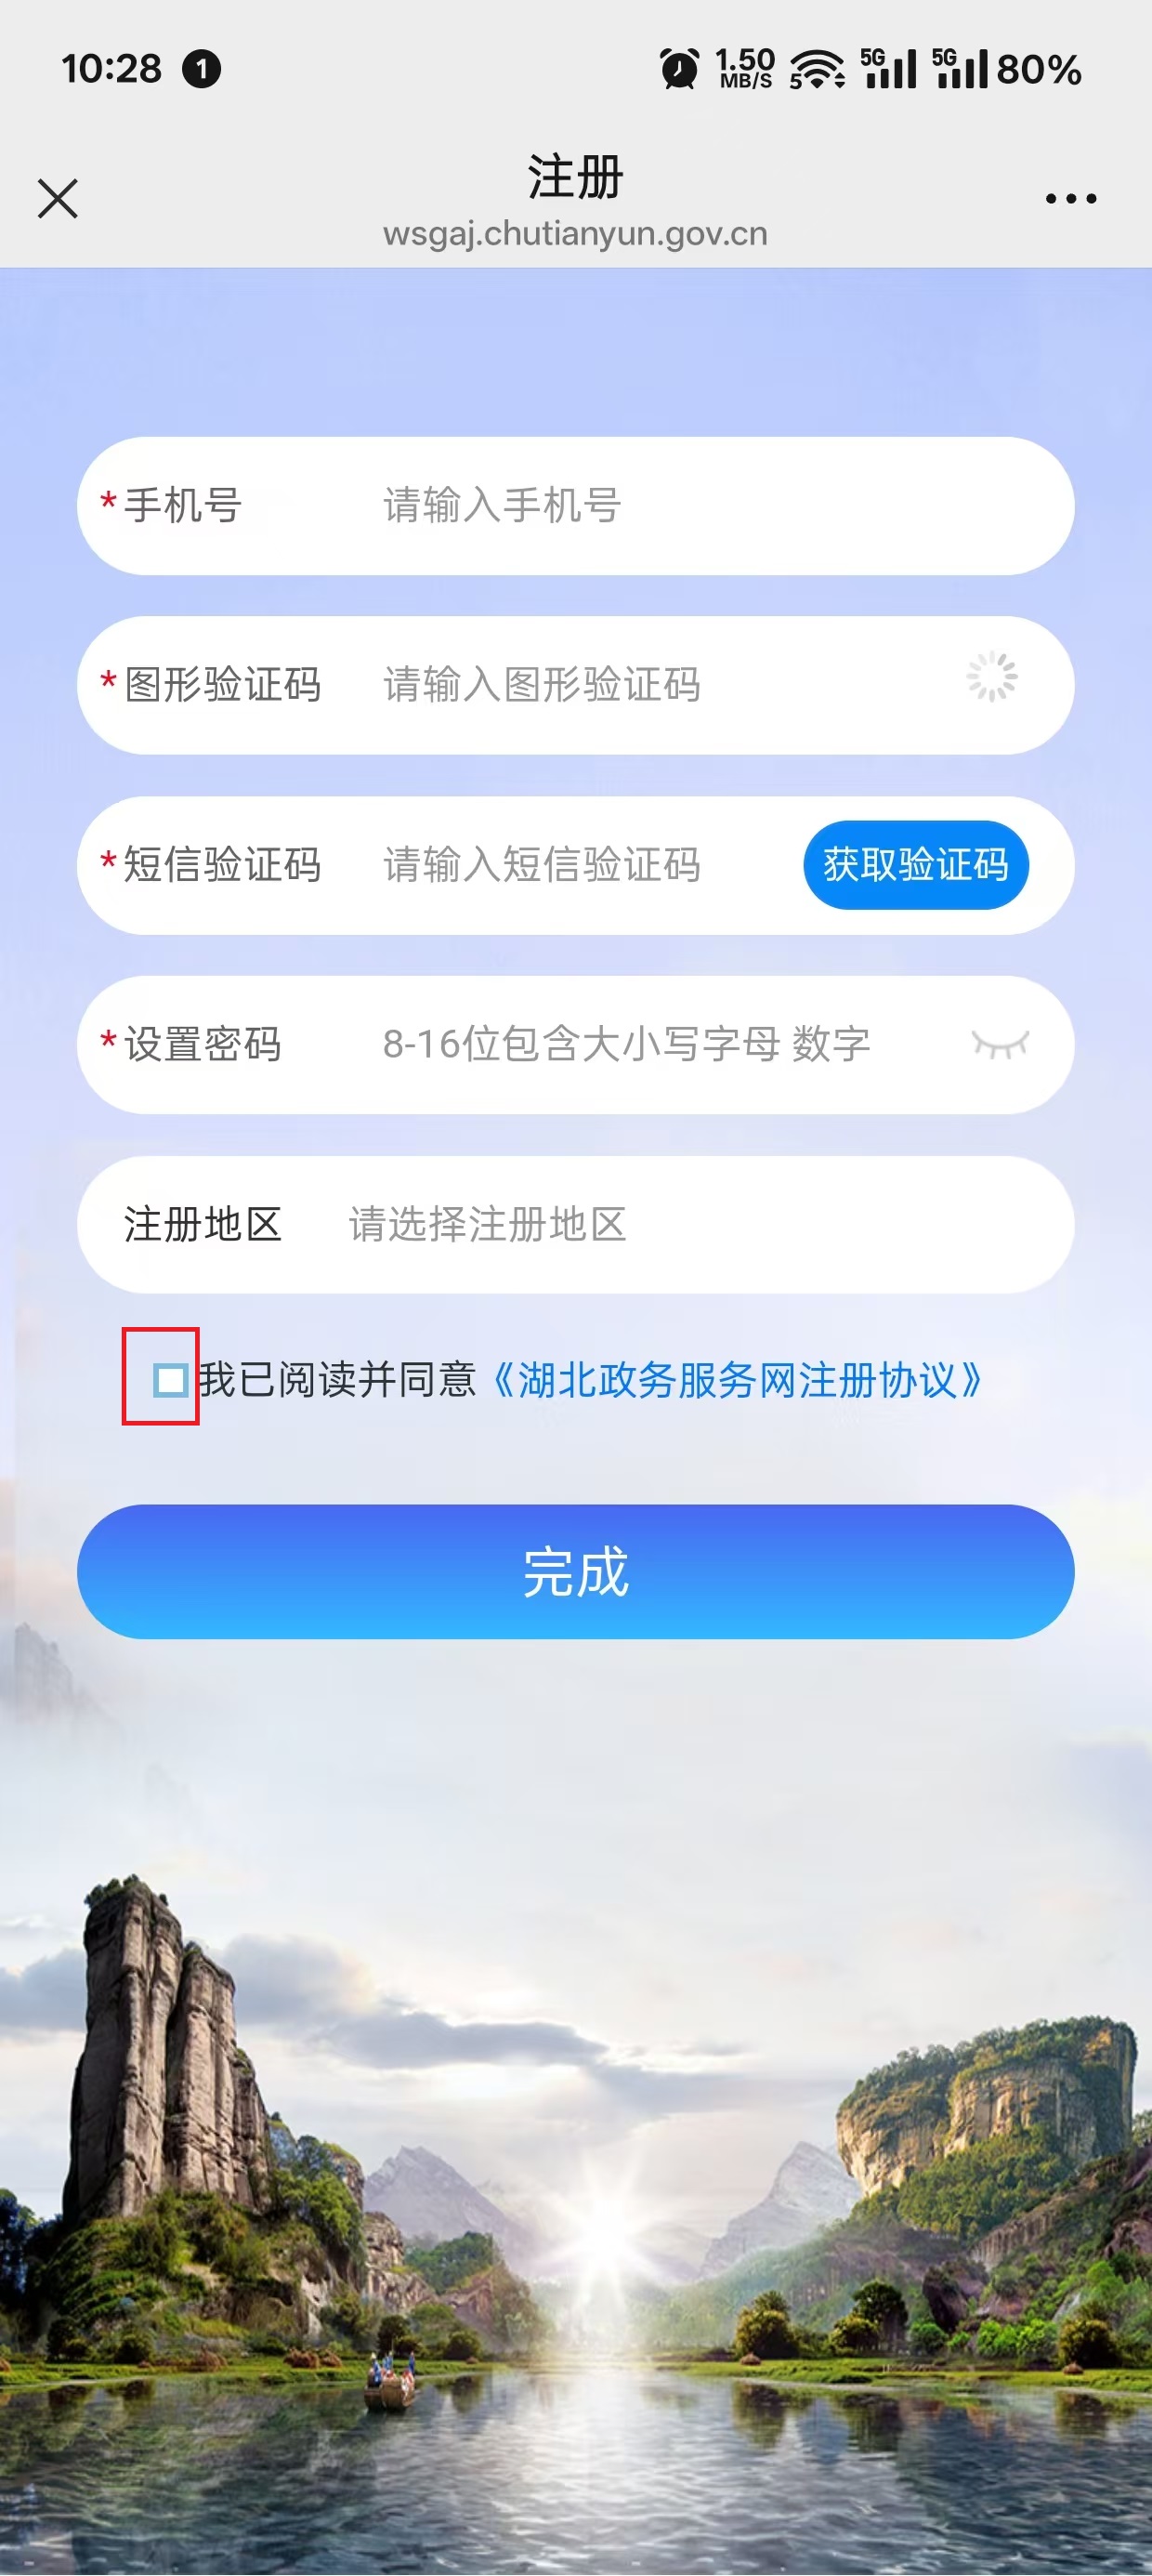 10:28 1 1.50 MB/S 5 5G 5G 80%
注册
wsgaj.chutianyun.gov.cn
*手机号 请输入手机号
*图形验证码 请输入图形验证码
*短信验证码 请输入短信验证码 获取验证码
*设置密码 8-16位包含大小写字母 数字
注册地区 请选择注册地区
我已阅读并同意《湖北政务服务网注册协议》
完成